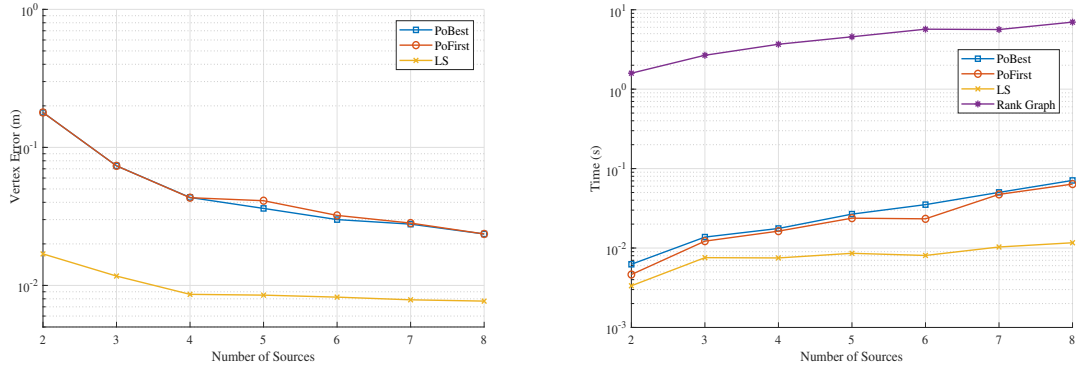 10^0
10^-1
10^-2
Vertex Error (m)
PoBest
PoFirst
LS
2 3 4 5 6 7 8
Number of Sources
10^1
10^0
10^-1
10^-2
10^-3
Time (s)
PoBest
PoFirst
LS
Rank Graph
2 3 4 5 6 7 8
Number of Sources